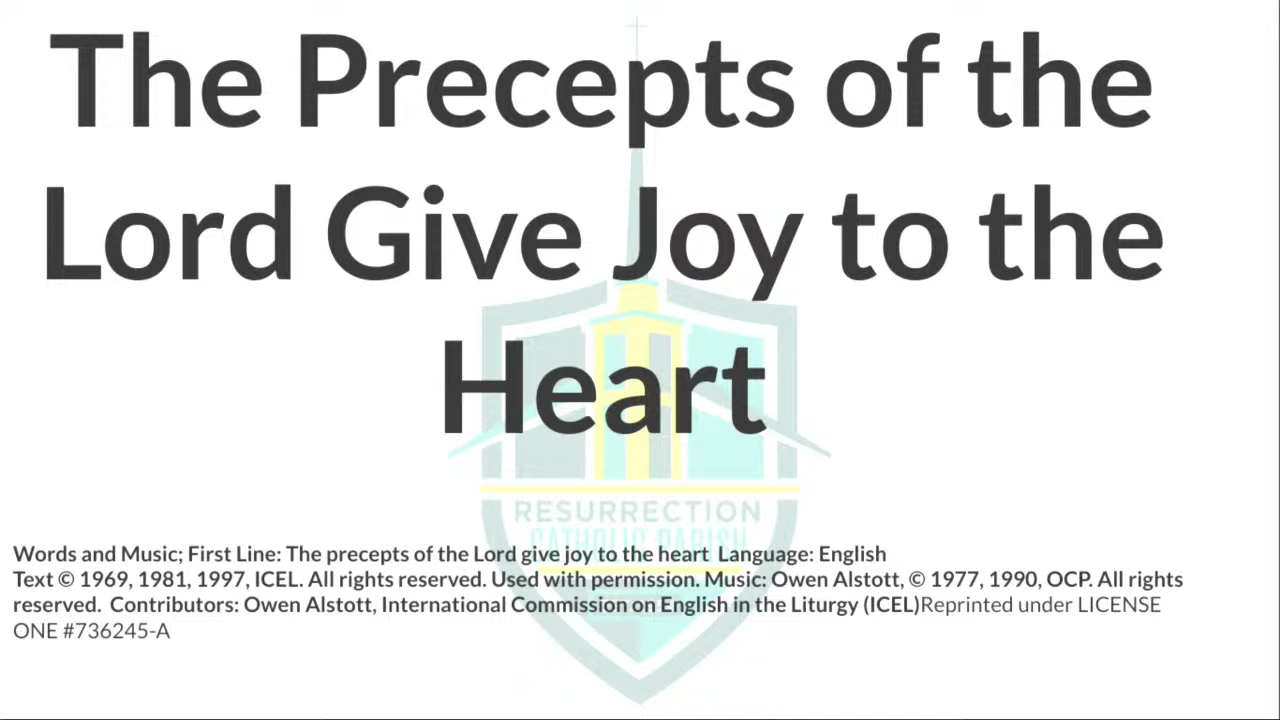 The Precepts of the
Lord Give Joy to the
Heart
RESURRECTION
CATHOLIC PARISH
Words and Music; First Line: The precepts of the Lord give joy to the heart  Language: English
Text © 1969, 1981, 1997, ICEL. All rights reserved. Used with permission. Music: Owen Alstott, © 1977, 1990, OCP. All rights
reserved.  Contributors: Owen Alstott, International Commission on English in the Liturgy (ICEL)Reprinted under LICENSE
ONE #736245-A